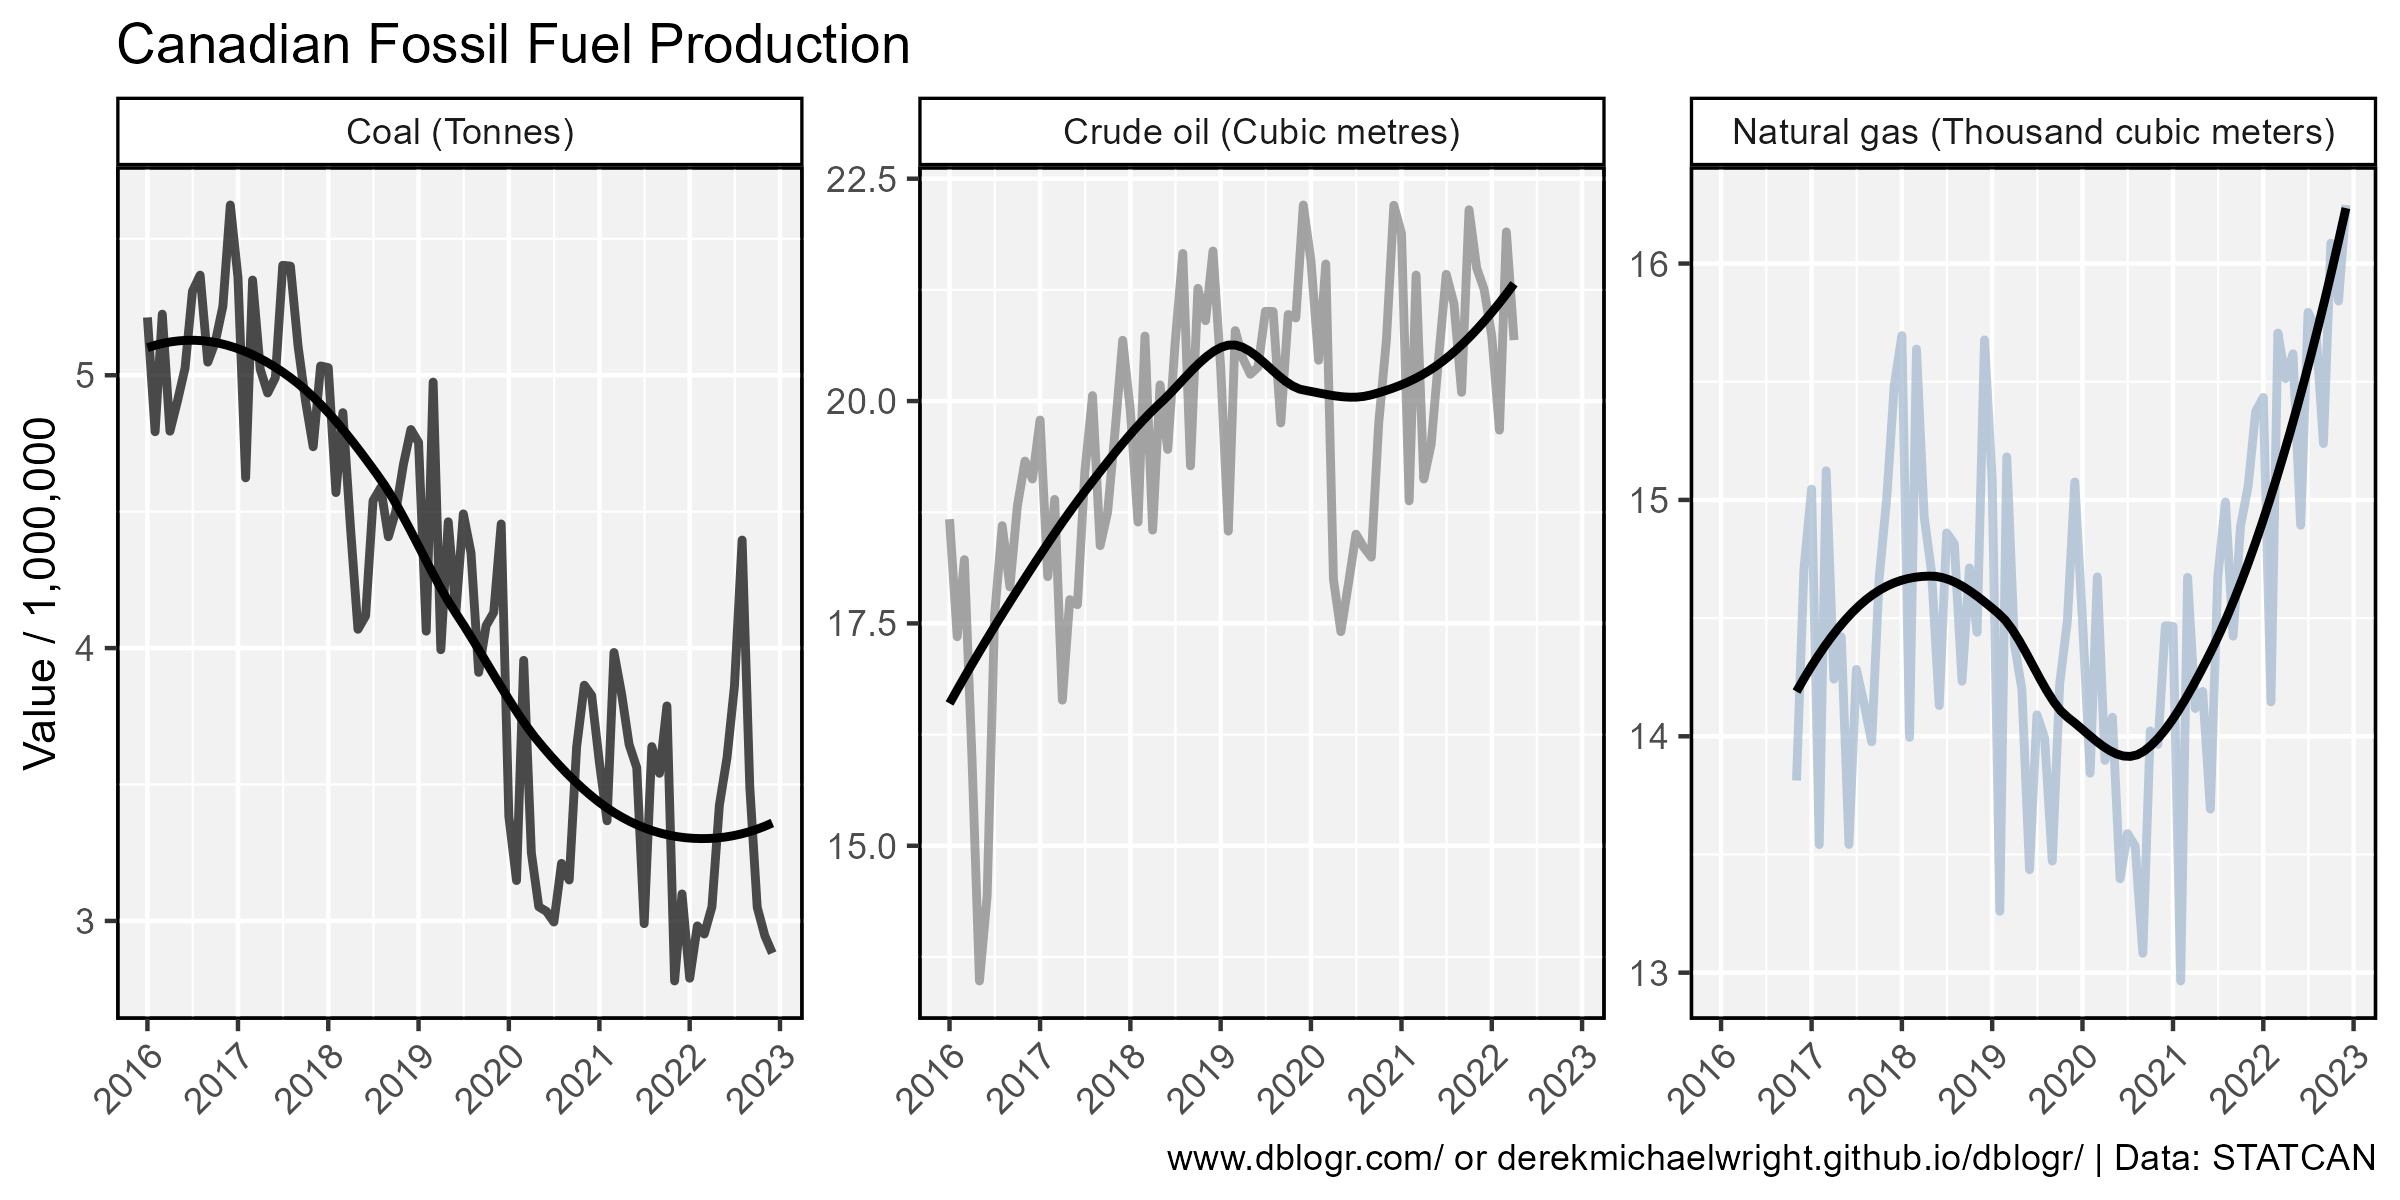 Canadian Fossil Fuel Production
Coal (Tonnes)
Crude oil (Cubic metres)
Natural gas (Thousand cubic meters)
Value / 1,000,000
5
4
3
22.5
20.0
17.5
15.0
16
15
14
13
2016 2017 2018 2019 2020 2021 2022 2023
2016 2017 2018 2019 2020 2021 2022 2023
2016 2017 2018 2019 2020 2021 2022 2023
www.dblogr.com/ or derekmichaelwright.github.io/dblogr/ | Data: STATCAN